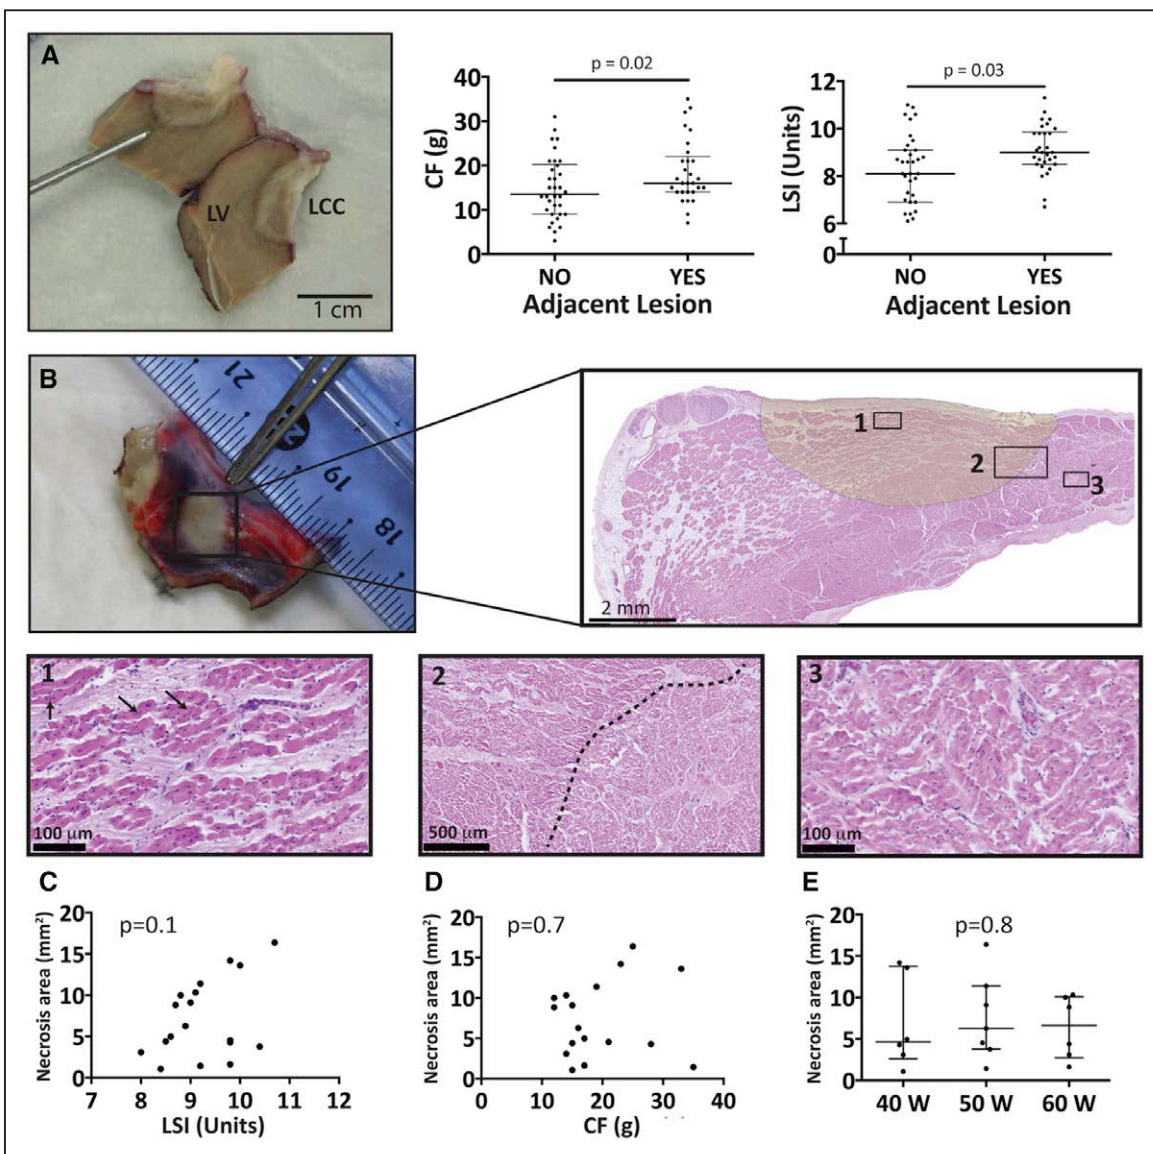 A
LV
LCC
1 cm
p = 0.02
CF (g)
40
30
20
10
0
NO
YES
Adjacent Lesion
p = 0.03
LSI (Units)
12
10
8
6
0
NO
YES
Adjacent Lesion
B
21
19
18
1
2
3
2 mm
1
100 µm
2
500 µm
3
100 µm
C
p=0.1
Necrosis area (mm²)
20
15
10
5
0
7 8 9 10 11 12
LSI (Units)
D
p=0.7
Necrosis area (mm²)
20
15
10
5
0
0 10 20 30 40
CF (g)
E
p=0.8
Necrosis area (mm²)
20
15
10
5
0
40 W 50 W 60 W